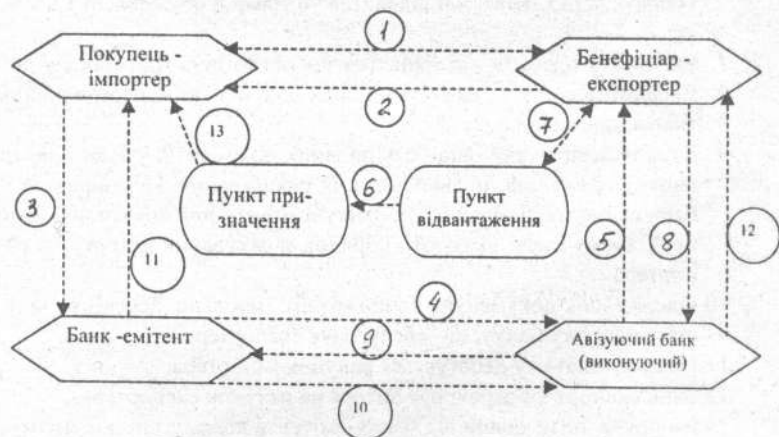 1
Покупець -
імпортер
Бенефіціар -
експортер
2
13
7
Пункт при-
значення
6
Пункт
відвантаження
3
11
5
8
12
4
Банк -емітент
9
Авізуючий банк
(виконуючий)
10